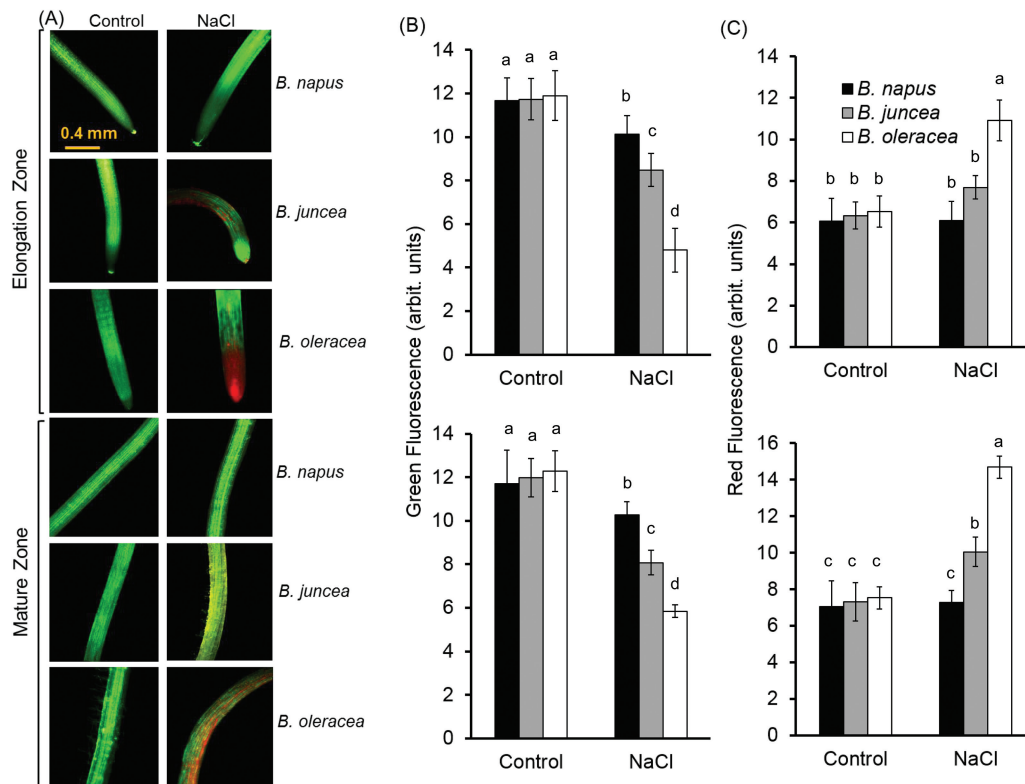 (A)
Control NaCl
Elongation Zone
B. napus
0.4 mm
B. juncea
B. oleracea
Mature Zone
B. napus
B. juncea
B. oleracea
(B)
Green Fluorescence (arbit. units)
14
12
10
8
6
4
2
0
a a a
b
c
d
Control NaCl
14
12
10
8
6
4
2
0
a a a
b
c
d
Control NaCl
(C)
Red Fluorescence (arbit. units)
14
12
10
8
6
4
2
0
B. napus
B. juncea
B. oleracea
b b b
b b a
Control NaCl
16
14
12
10
8
6
4
2
0
c c c
c b a
Control NaCl